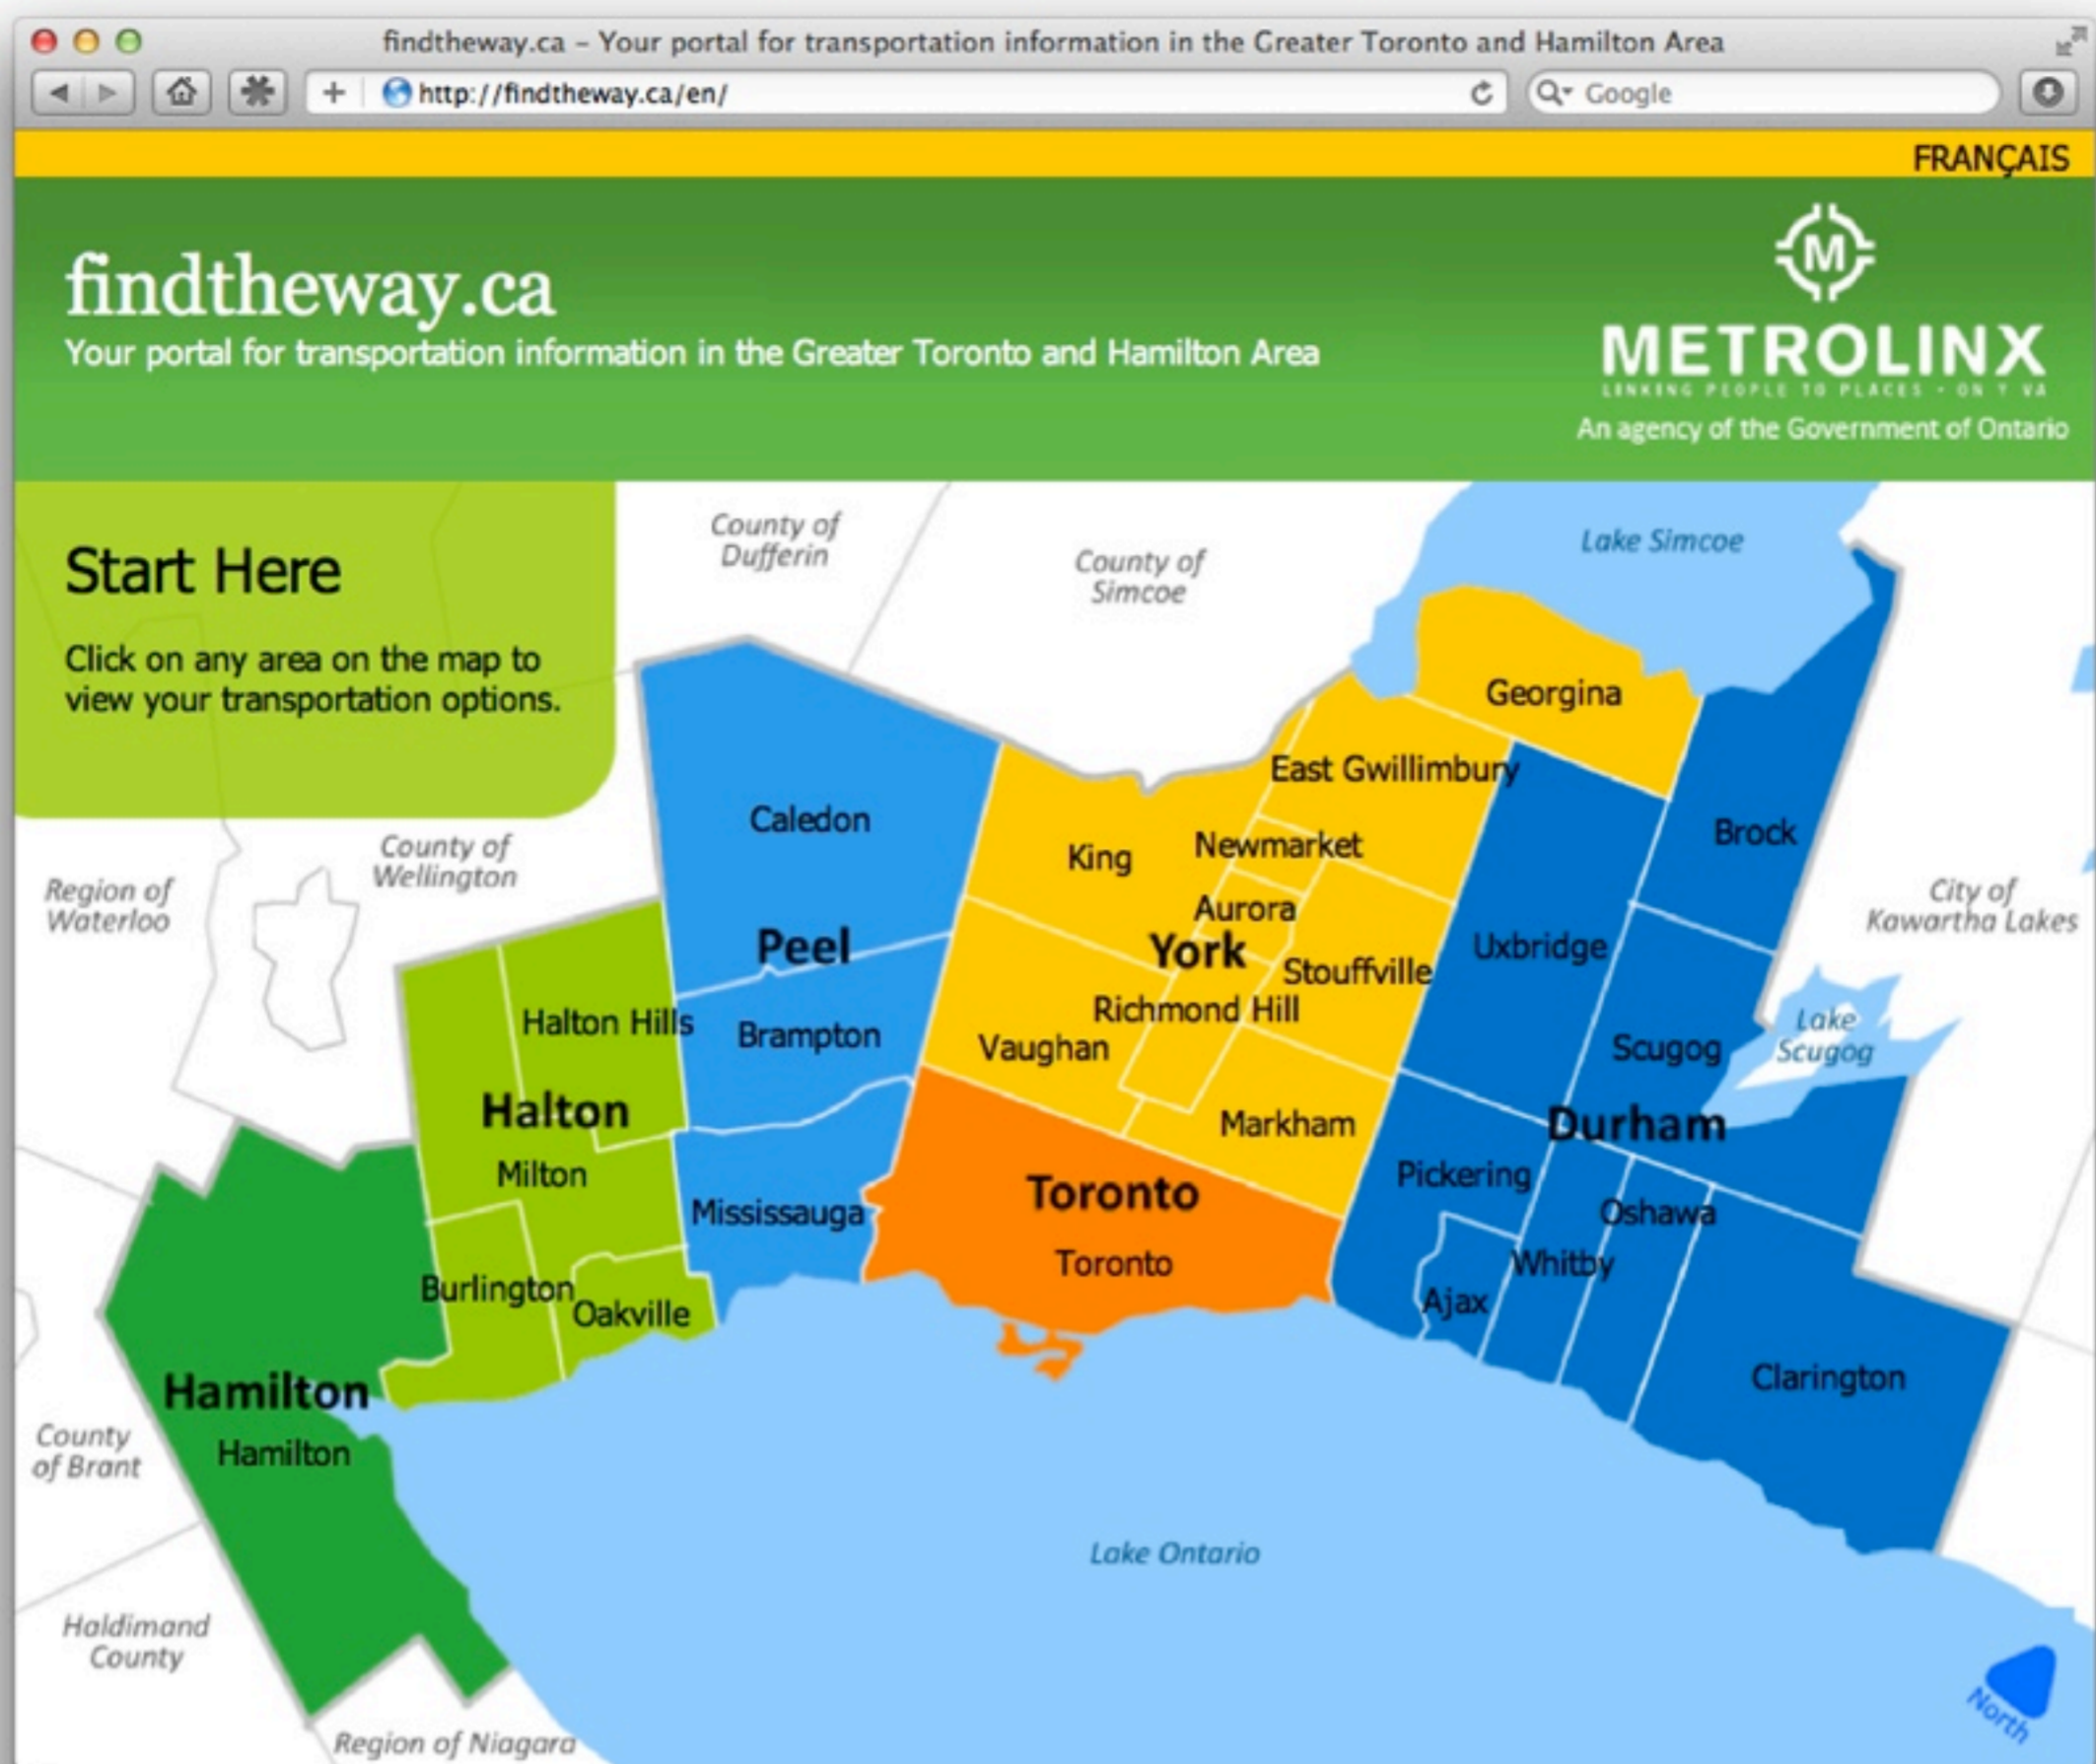 findtheway.ca – Your portal for transportation information in the Greater Toronto and Hamilton Area
http://findtheway.ca/en/
Google
FRANÇAIS
findtheway.ca
Your portal for transportation information in the Greater Toronto and Hamilton Area
M
METROLINX
LINKING PEOPLE TO PLACES • ON Y VA
An agency of the Government of Ontario
Start Here
Click on any area on the map to
view your transportation options.
County of
Dufferin
County of
Simcoe
Lake Simcoe
Georgina
East Gwillimbury
Caledon
Brock
King
Newmarket
County of
Wellington
Region of
Waterloo
City of
Kawartha Lakes
Aurora
Peel
York
Uxbridge
Stouffville
Halton Hills
Richmond Hill
Brampton
Vaughan
Scugog
Lake
Scugog
Halton
Markham
Durham
Milton
Pickering
Toronto
Mississauga
Oshawa
Toronto
Whitby
Burlington
Oakville
Ajax
Clarington
Hamilton
Hamilton
County
of Brant
Lake Ontario
Haldimand
County
North
Region of Niagara